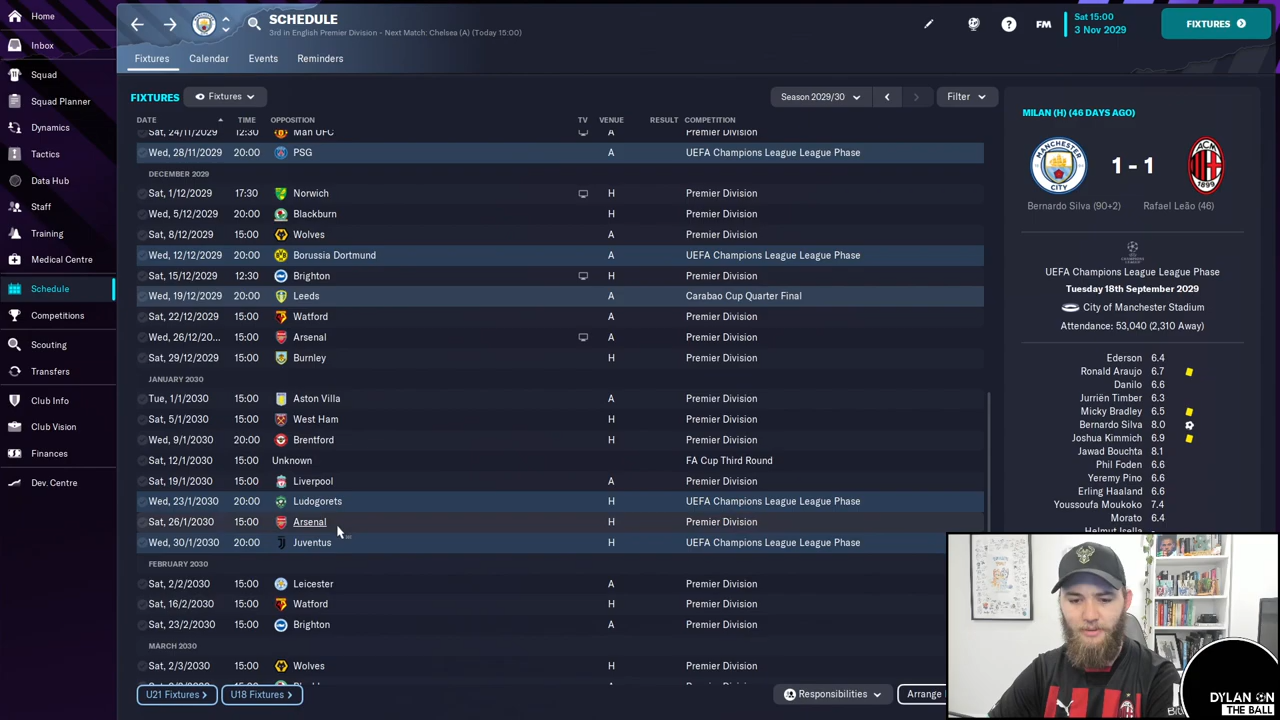 Home
Inbox
Squad
Squad Planner
Dynamics
Tactics
Data Hub
Staff
Training
Medical Centre
Schedule
Competitions
Scouting
Transfers
Club Info
Club Vision
Finances
Dev. Centre
SCHEDULE
3rd in English Premier Division - Next Match: Chelsea (A) (Today 15:00)
? FM
Sat 15:00
3 Nov 2029
FIXTURES
Fixtures Calendar Events Reminders
FIXTURES Fixtures Season 2029/30 Filter
DATE TIME OPPOSITION TV VENUE RESULT COMPETITION
Sat, 24/11/2029 12:30 Man UFC A Premier Division
Wed, 28/11/2029 20:00 PSG A UEFA Champions League League Phase
DECEMBER 2029
Sat, 1/12/2029 17:30 Norwich H Premier Division
Wed, 5/12/2029 20:00 Blackburn H Premier Division
Sat, 8/12/2029 15:00 Wolves A Premier Division
Wed, 12/12/2029 20:00 Borussia Dortmund A UEFA Champions League League Phase
Sat, 15/12/2029 12:30 Brighton H Premier Division
Wed, 19/12/2029 20:00 Leeds A Carabao Cup Quarter Final
Sat, 22/12/2029 15:00 Watford A Premier Division
Wed, 26/12/20... 15:00 Arsenal A Premier Division
Sat, 29/12/2029 15:00 Burnley H Premier Division
JANUARY 2030
Tue, 1/1/2030 15:00 Aston Villa A Premier Division
Sat, 5/1/2030 15:00 West Ham H Premier Division
Wed, 9/1/2030 20:00 Brentford H Premier Division
Sat, 12/1/2030 15:00 Unknown FA Cup Third Round
Sat, 19/1/2030 15:00 Liverpool A Premier Division
Wed, 23/1/2030 20:00 Ludogorets H UEFA Champions League League Phase
Sat, 26/1/2030 15:00 Arsenal H Premier Division
Wed, 30/1/2030 20:00 Juventus H UEFA Champions League League Phase
FEBRUARY 2030
Sat, 2/2/2030 15:00 Leicester A Premier Division
Sat, 16/2/2030 15:00 Watford H Premier Division
Sat, 23/2/2030 15:00 Brighton A Premier Division
MARCH 2030
Sat, 2/3/2030 15:00 Wolves H Premier Division
U21 Fixtures U18 Fixtures Responsibilities Arrange
MILAN (H) (46 DAYS AGO)
1 - 1
Bernardo Silva (90+2) Rafael Leão (46)
UEFA Champions League League Phase
Tuesday 18th September 2029
City of Manchester Stadium
Attendance: 53,040 (2,310 Away)
Ederson 6.4
Ronald Araujo 6.7
Danilo 6.6
Jurriën Timber 6.3
Micky Bradley 6.5
Bernardo Silva 8.0
Joshua Kimmich 6.9
Jawad Bouchta 8.1
Phil Foden 6.6
Yeremy Pino 6.6
Erling Haaland 6.6
Youssoufa Moukoko 7.4
Morato 6.4
Helmut Isella -
DYLAN ON
THE BALL